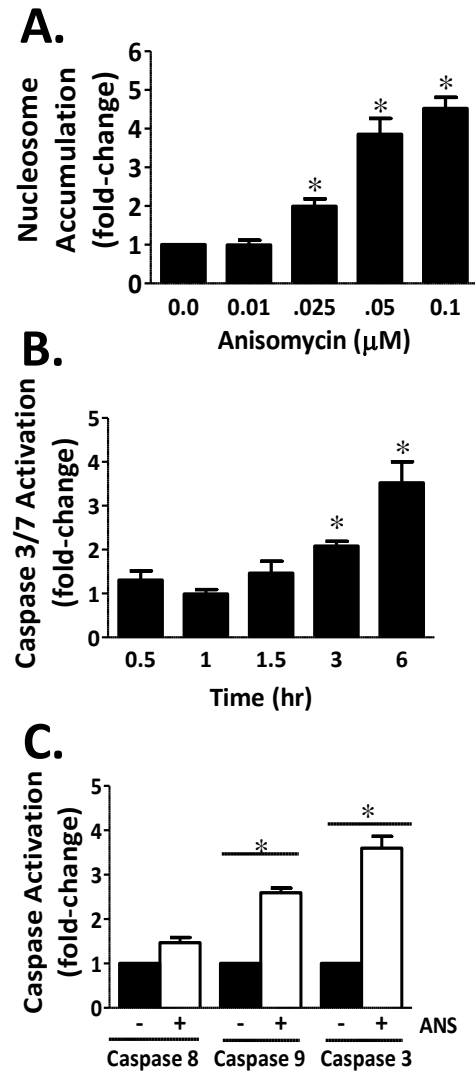 A.
Nucleosome
Accumulation
(fold-change)
6
5
4
3
2
1
0
* * *
0.0 0.01 .025 .05 0.1
Anisomycin (μM)
B.
Caspase 3/7 Activation
(fold-change)
5
4
3
2
1
0
* *
0.5 1 1.5 3 6
Time (hr)
C.
Caspase Activation
(fold-change)
5
4
3
2
1
0
* *
- + - + - + ANS
Caspase 8 Caspase 9 Caspase 3